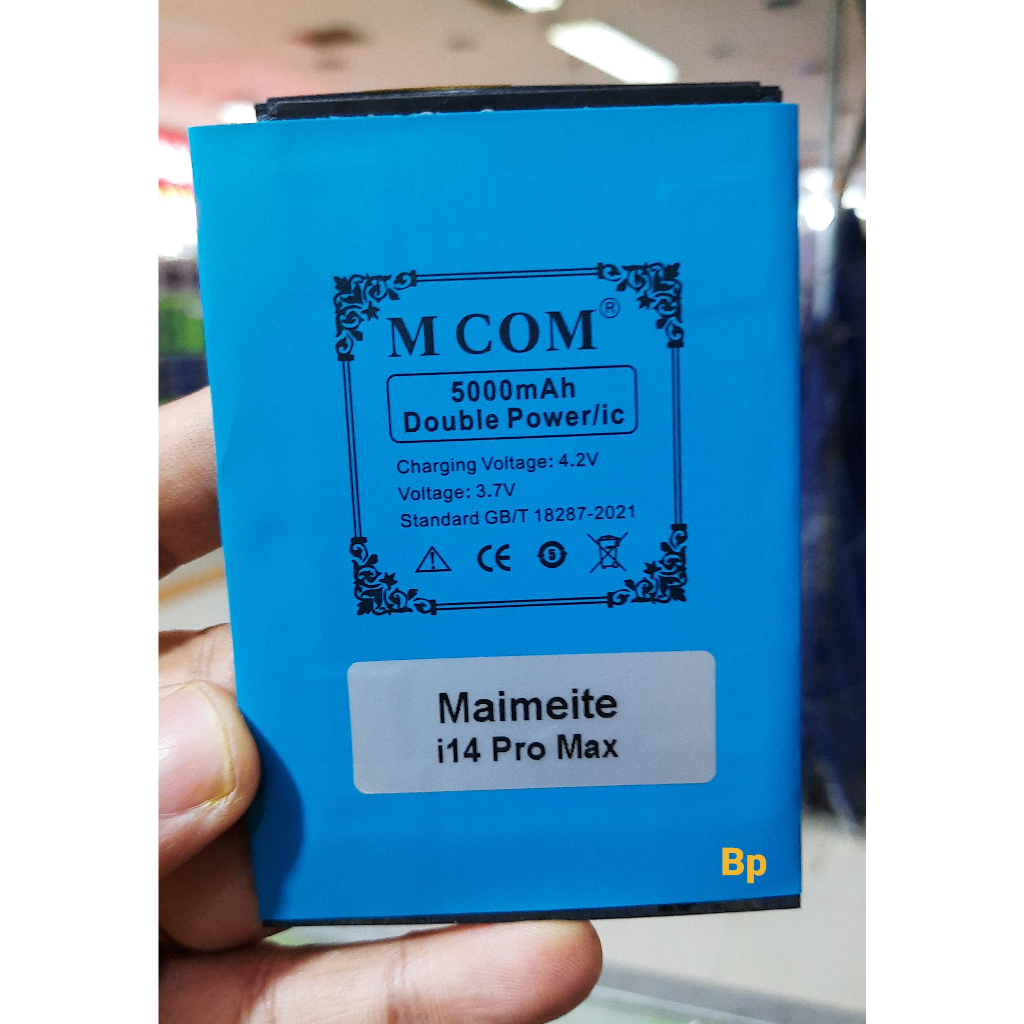 M COM®
5000mAh
Double Power/ic
Charging Voltage: 4.2V
Voltage: 3.7V
Standard GB/T 18287-2021
CE
5
Maimeite
i14 Pro Max
Bp